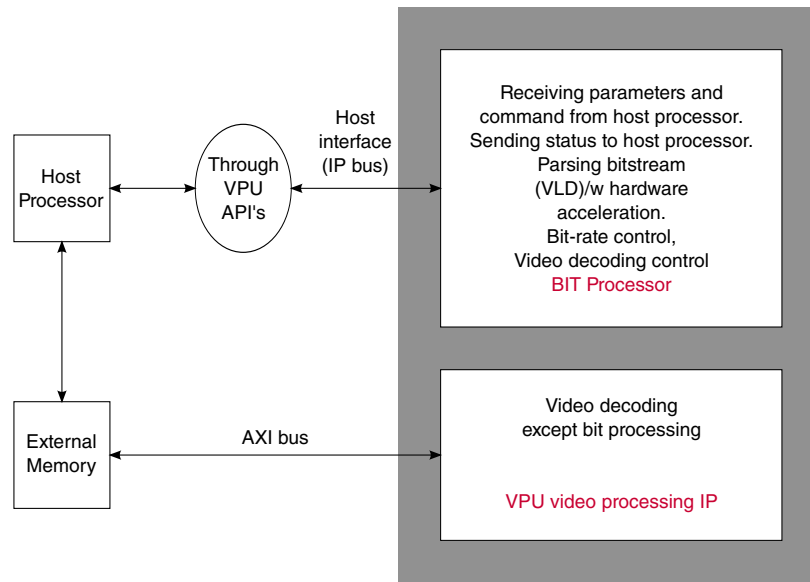 Host
Processor
Through
VPU
API's
Host
interface
(IP bus)
Receiving parameters and
command from host processor.
Sending status to host processor.
Parsing bitstream
(VLD)/w hardware
acceleration.
Bit-rate control,
Video decoding control
BIT Processor
External
Memory
AXI bus
Video decoding
except bit processing
VPU video processing IP